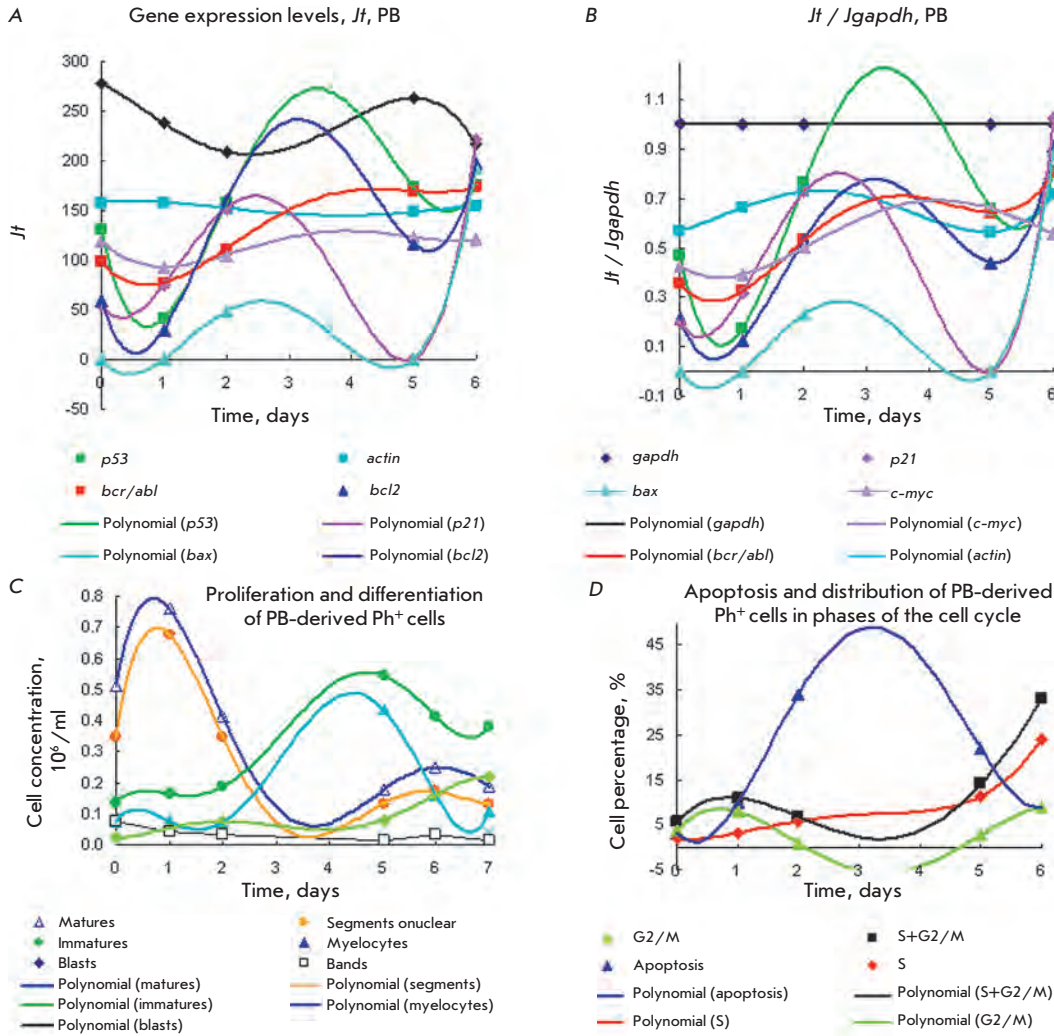 A
Gene expression levels, Jt, PB
300
250
200
150
100
50
0
-50
Jt
0 1 2 3 4 5 6
Time, days
p53
actin
bcr/abl
bcl2
Polynomial (p53)
Polynomial (p21)
Polynomial (bax)
Polynomial (bcl2)
B
Jt / Jgapdh, PB
1.1
0.9
0.7
0.5
0.3
0.1
-0.1
Jt / Jgapdh
0 1 2 3 4 5 6
Time, days
gapdh
p21
bax
c-myc
Polynomial (gapdh)
Polynomial (c-myc)
Polynomial (bcr/abl)
Polynomial (actin)
C
Proliferation and differentiation
of PB-derived Ph+ cells
0.8
0.7
0.6
0.5
0.4
0.3
0.2
0.1
0.0
Cell concentration,
10⁶/ml
0 1 2 3 4 5 6 7
Time, days
Matures
Segments onuclear
Immatures
Myelocytes
Blasts
Bands
Polynomial (matures)
Polynomial (segments)
Polynomial (immatures)
Polynomial (myelocytes)
Polynomial (blasts)
D
Apoptosis and distribution of PB-derived
Ph+ cells in phases of the cell cycle
45
35
25
15
5
-5
Cell percentage, %
0 1 2 3 4 5 6
Time, days
G2/M
S+G2/M
Apoptosis
S
Polynomial (apoptosis)
Polynomial (S+G2/M)
Polynomial (S)
Polynomial (G2/M)